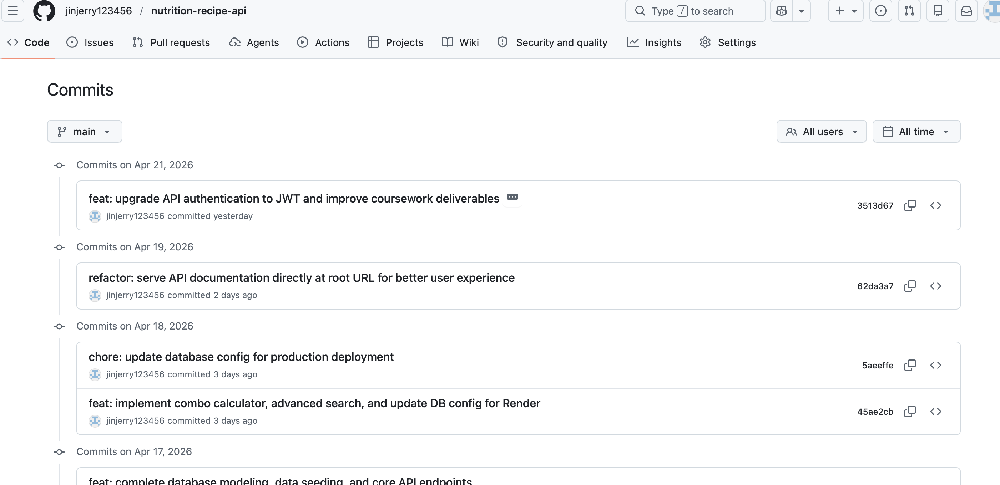 jinjerry123456 / nutrition-recipe-api
Type / to search
Code Issues Pull requests Agents Actions Projects Wiki Security and quality Insights Settings
Commits
main All users All time
Commits on Apr 21, 2026
feat: upgrade API authentication to JWT and improve coursework deliverables
jinjerry123456 committed yesterday
3513d67
Commits on Apr 19, 2026
refactor: serve API documentation directly at root URL for better user experience
jinjerry123456 committed 2 days ago
62da3a7
Commits on Apr 18, 2026
chore: update database config for production deployment
jinjerry123456 committed 3 days ago
5aeeffe
feat: implement combo calculator, advanced search, and update DB config for Render
jinjerry123456 committed 3 days ago
45ae2cb
Commits on Apr 17, 2026
feat: complete database modeling, data seeding, and core API endpoints